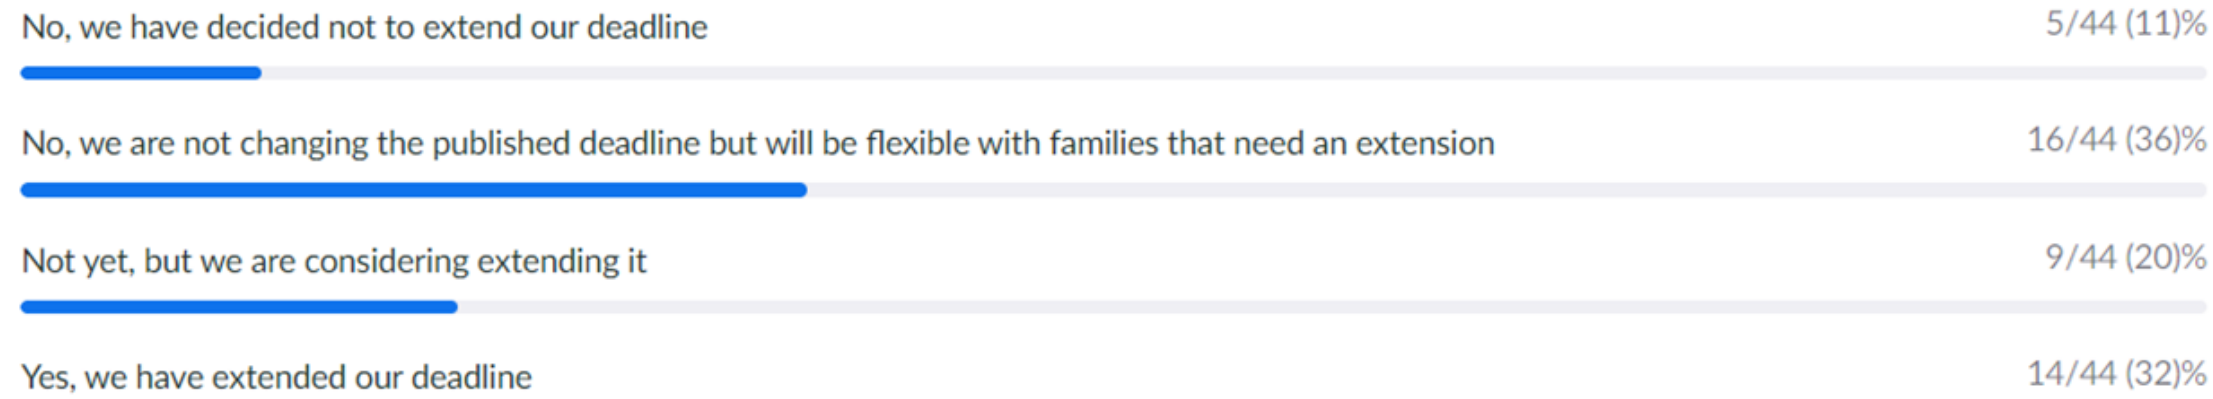 No, we have decided not to extend our deadline 5/44 (11)%
No, we are not changing the published deadline but will be flexible with families that need an extension 16/44 (36)%
Not yet, but we are considering extending it 9/44 (20)%
Yes, we have extended our deadline 14/44 (32)%